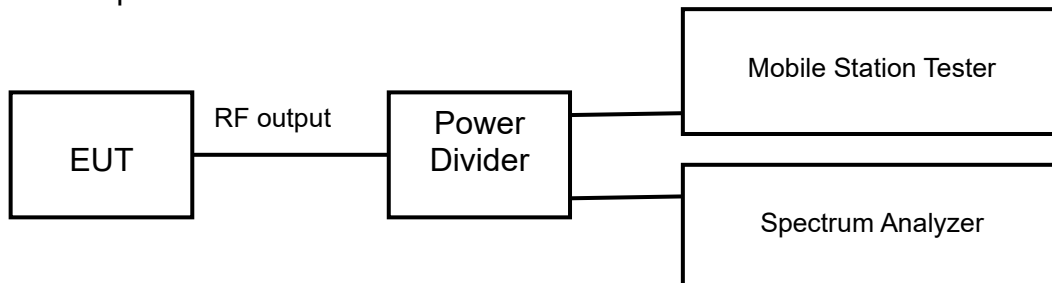 Mobile Station Tester
RF output
EUT
Power
Divider
Spectrum Analyzer